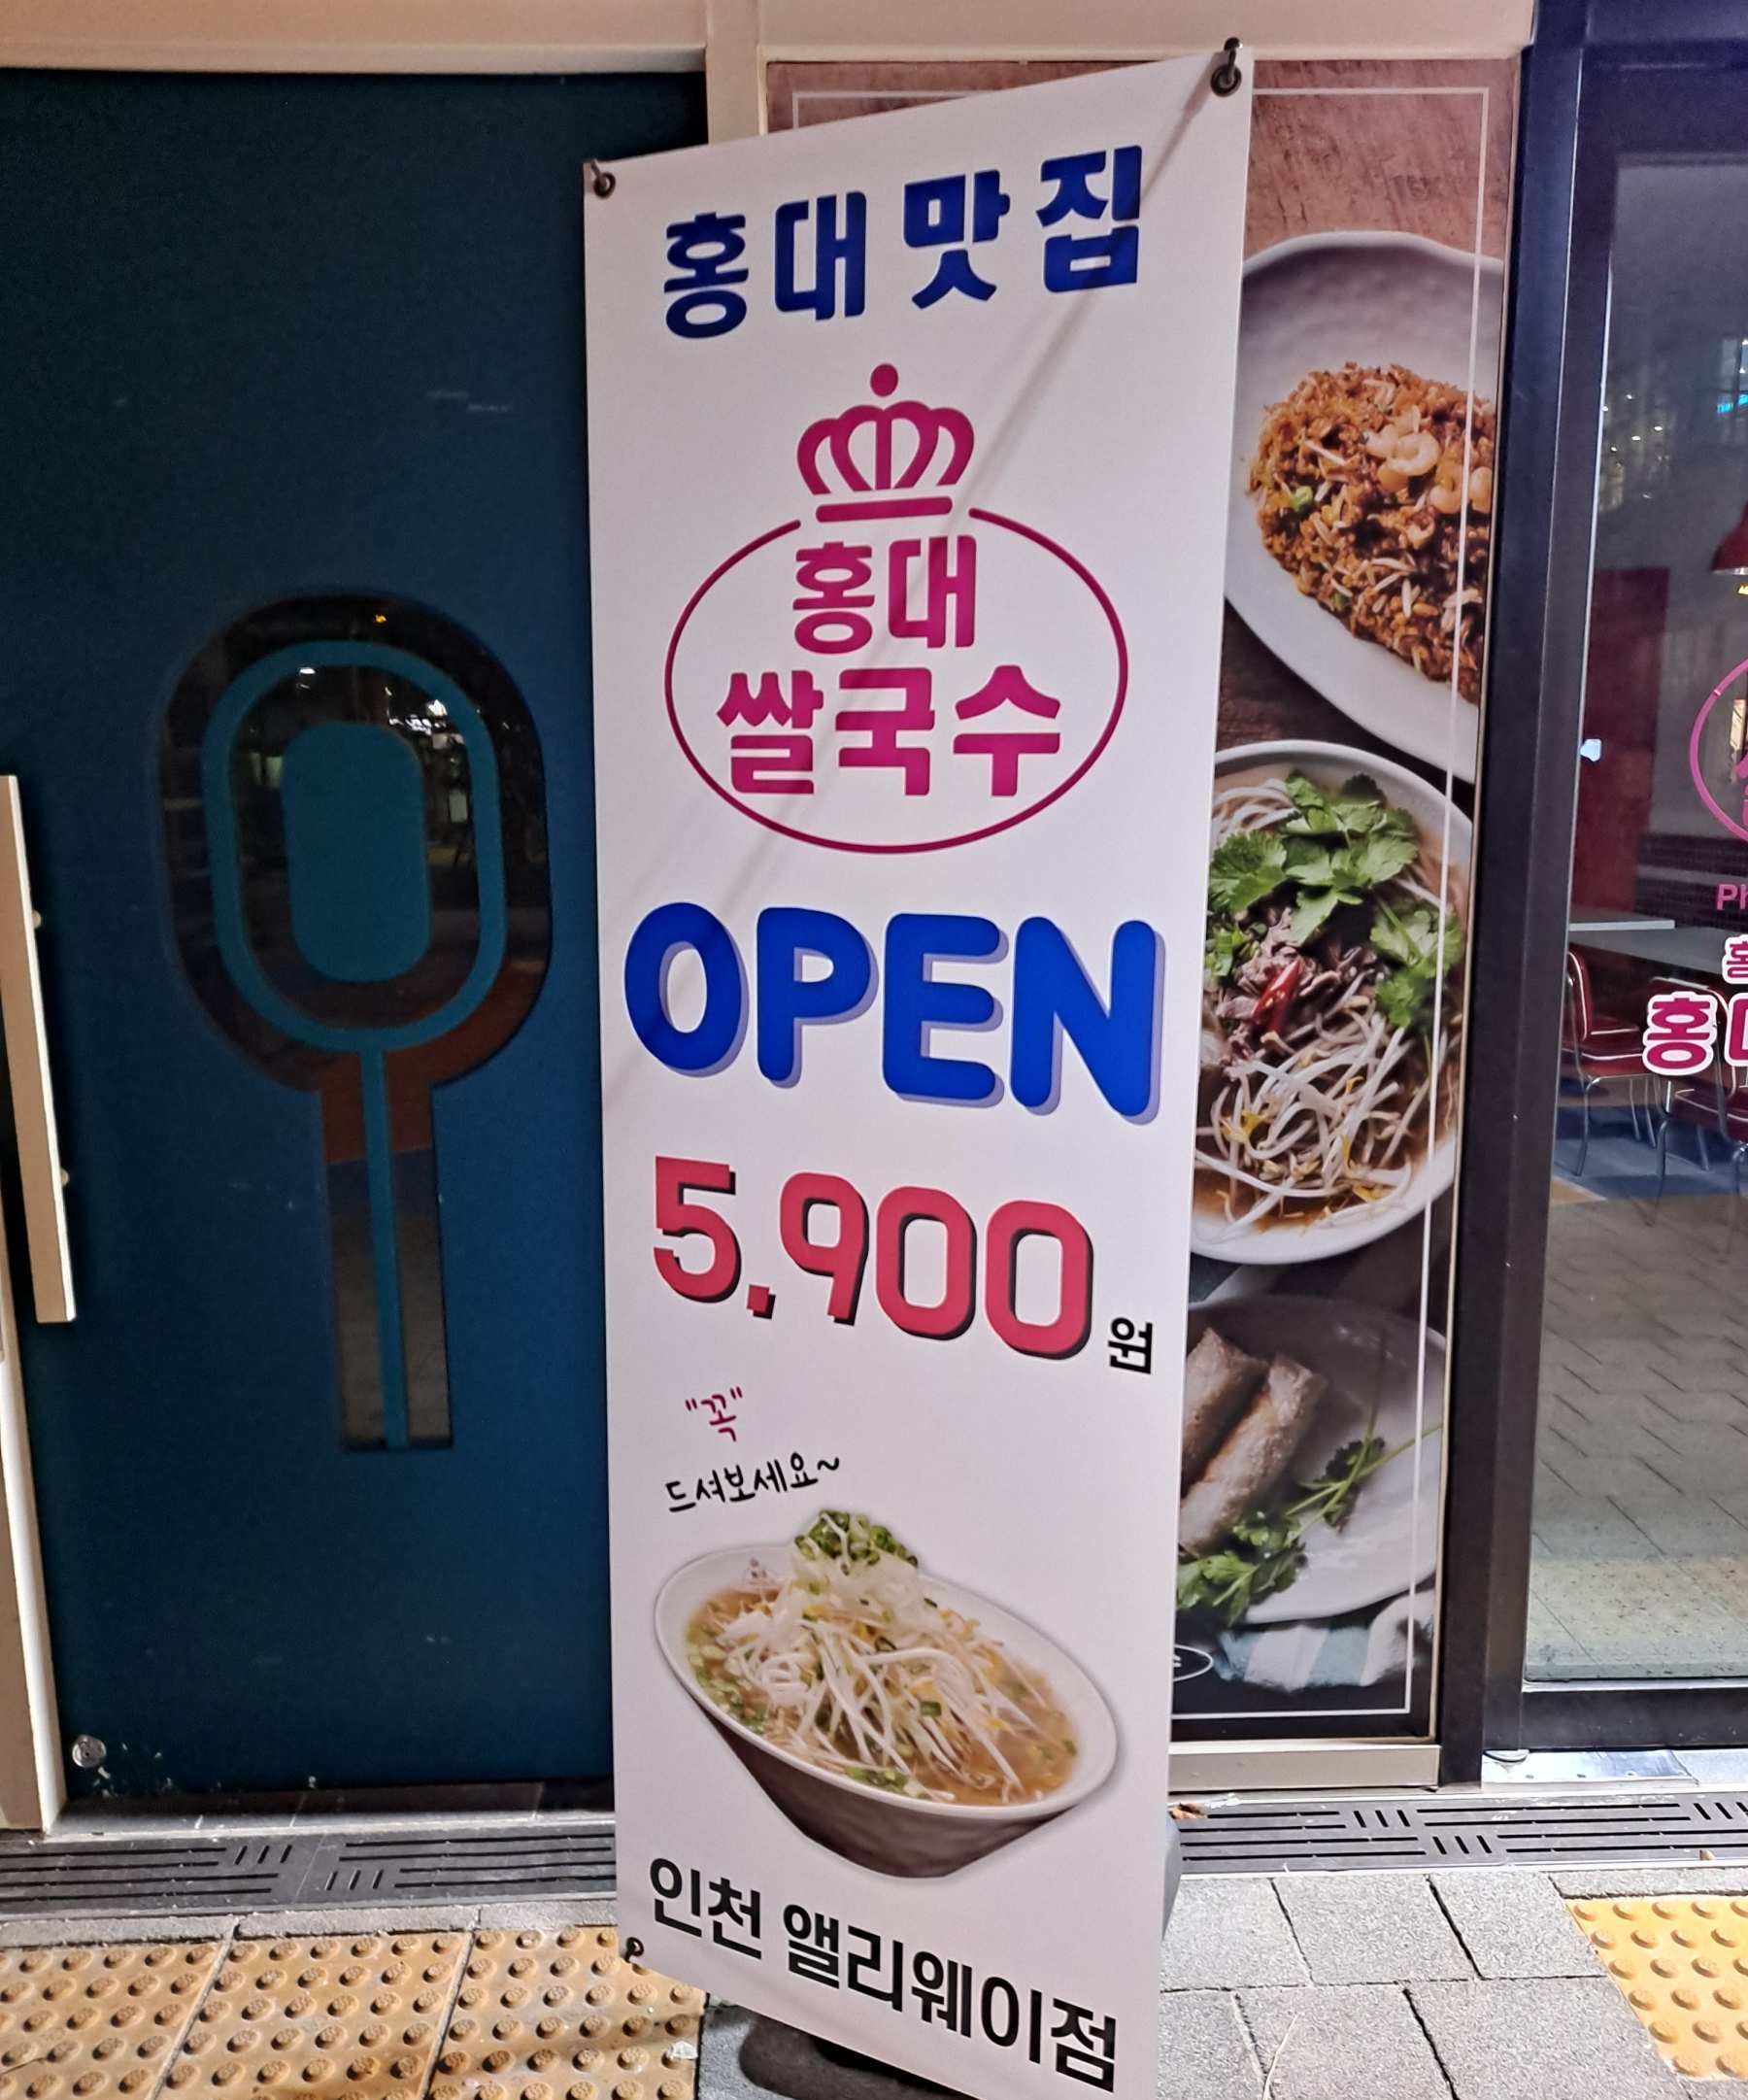 홍대 맛집
홍대
쌀국수
OPEN
5,900원
"꼭"
드셔보세요~
인천 앨리웨이점